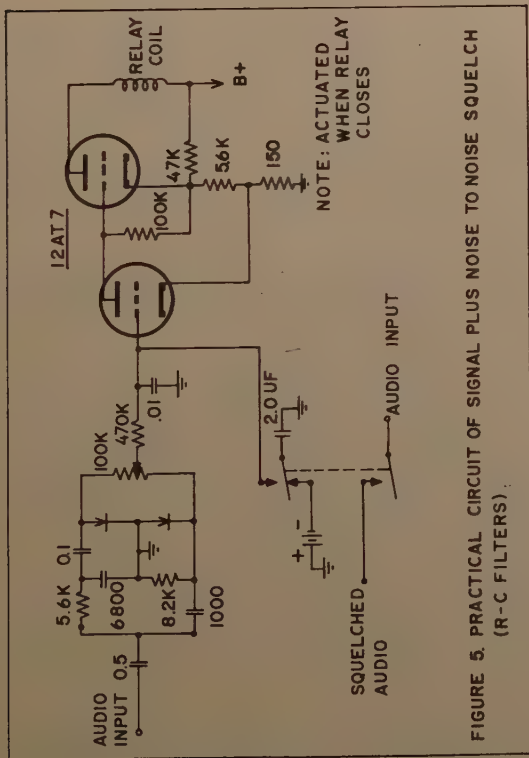 AUDIO
INPUT
0.5
5.6K
0.1
6800
8.2K
1000
100K
470K
.01
12AT7
100K
47K
56K
150
RELAY
COIL
B+
NOTE: ACTUATED
WHEN RELAY
CLOSES
2.0 UF
+ -
SQUELCHED
AUDIO
AUDIO INPUT
FIGURE 5. PRACTICAL CIRCUIT OF SIGNAL PLUS NOISE TO NOISE SQUELCH
(R-C FILTERS).